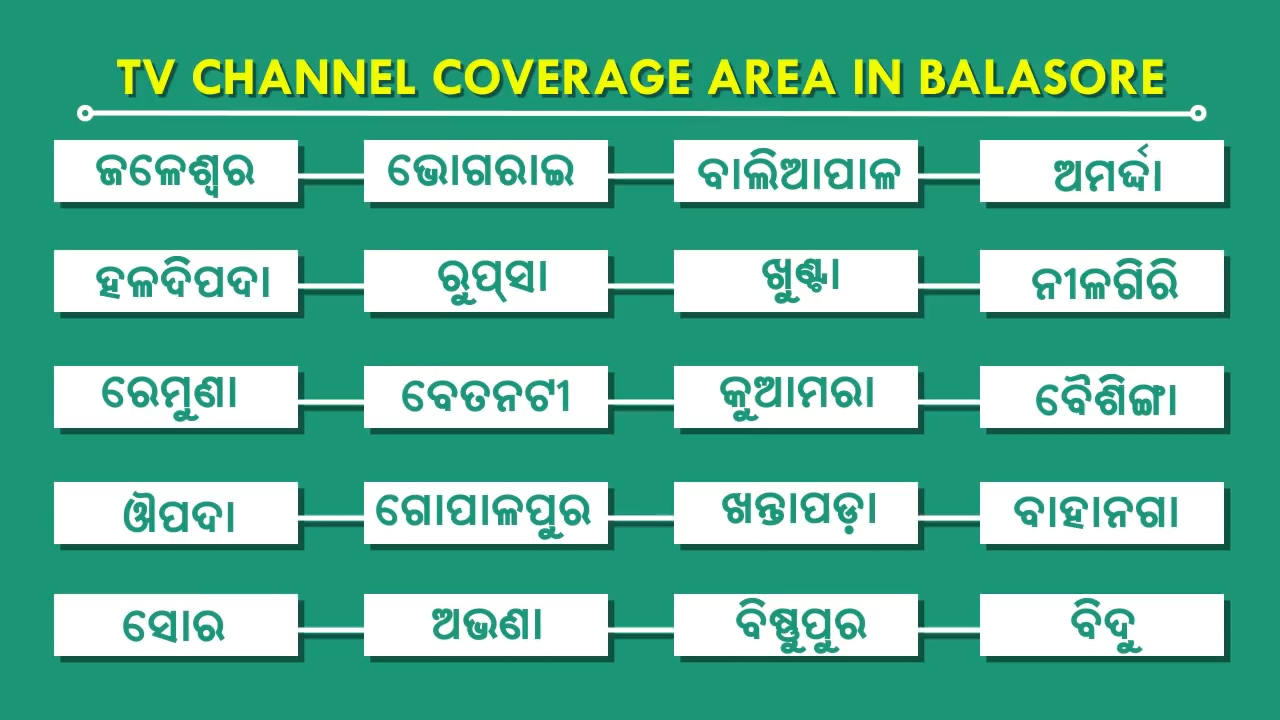 TV CHANNEL COVERAGE AREA IN BALASORE
ଜଳେଶ୍ୱର ଭୋଗରାଇ ବାଲିଆପାଳ ଅମର୍ଦ୍ଦା
ହଳଦିପଦା ରୁପ୍‌ସା ଖୁଣ୍ଟା ନୀଳଗିରି
ରେମୁଣା ବେତନଟୀ କୁଆମରା ବୈଶିଙ୍ଗା
ଔପଦା ଗୋପାଳପୁର ଖନ୍ତାପଡ଼ା ବାହାନଗା
ସୋର ଅଭଣା ବିଷ୍ଣୁପୁର ବିଦୁ